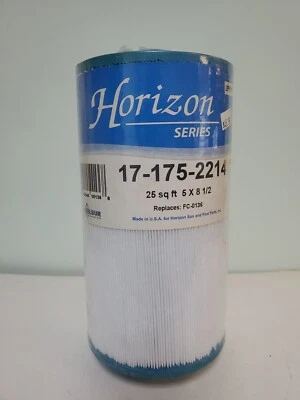 Horizon
SERIES
17-175-2214
25 sq ft 5 X 8 1/2
Replaces: FC-0136
Made in U.S.A. for Horizon Spa and Pool Parts, Inc.